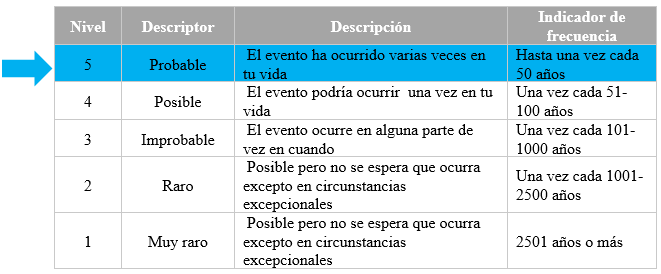 Nivel Descriptor Descripción Indicador de
frecuencia
5 Probable El evento ha ocurrido varias veces en Hasta una vez cada
tu vida 50 años
4 Posible El evento podría ocurrir una vez en tu Una vez cada 51-
vida 100 años
3 Improbable El evento ocurre en alguna parte de Una vez cada 101-
vez en cuando 1000 años
2 Raro Posible pero no se espera que ocurra Una vez cada 1001-
excepto en circunstancias 2500 años
excepcionales
1 Muy raro Posible pero no se espera que ocurra 2501 años o más
excepto en circunstancias
excepcionales